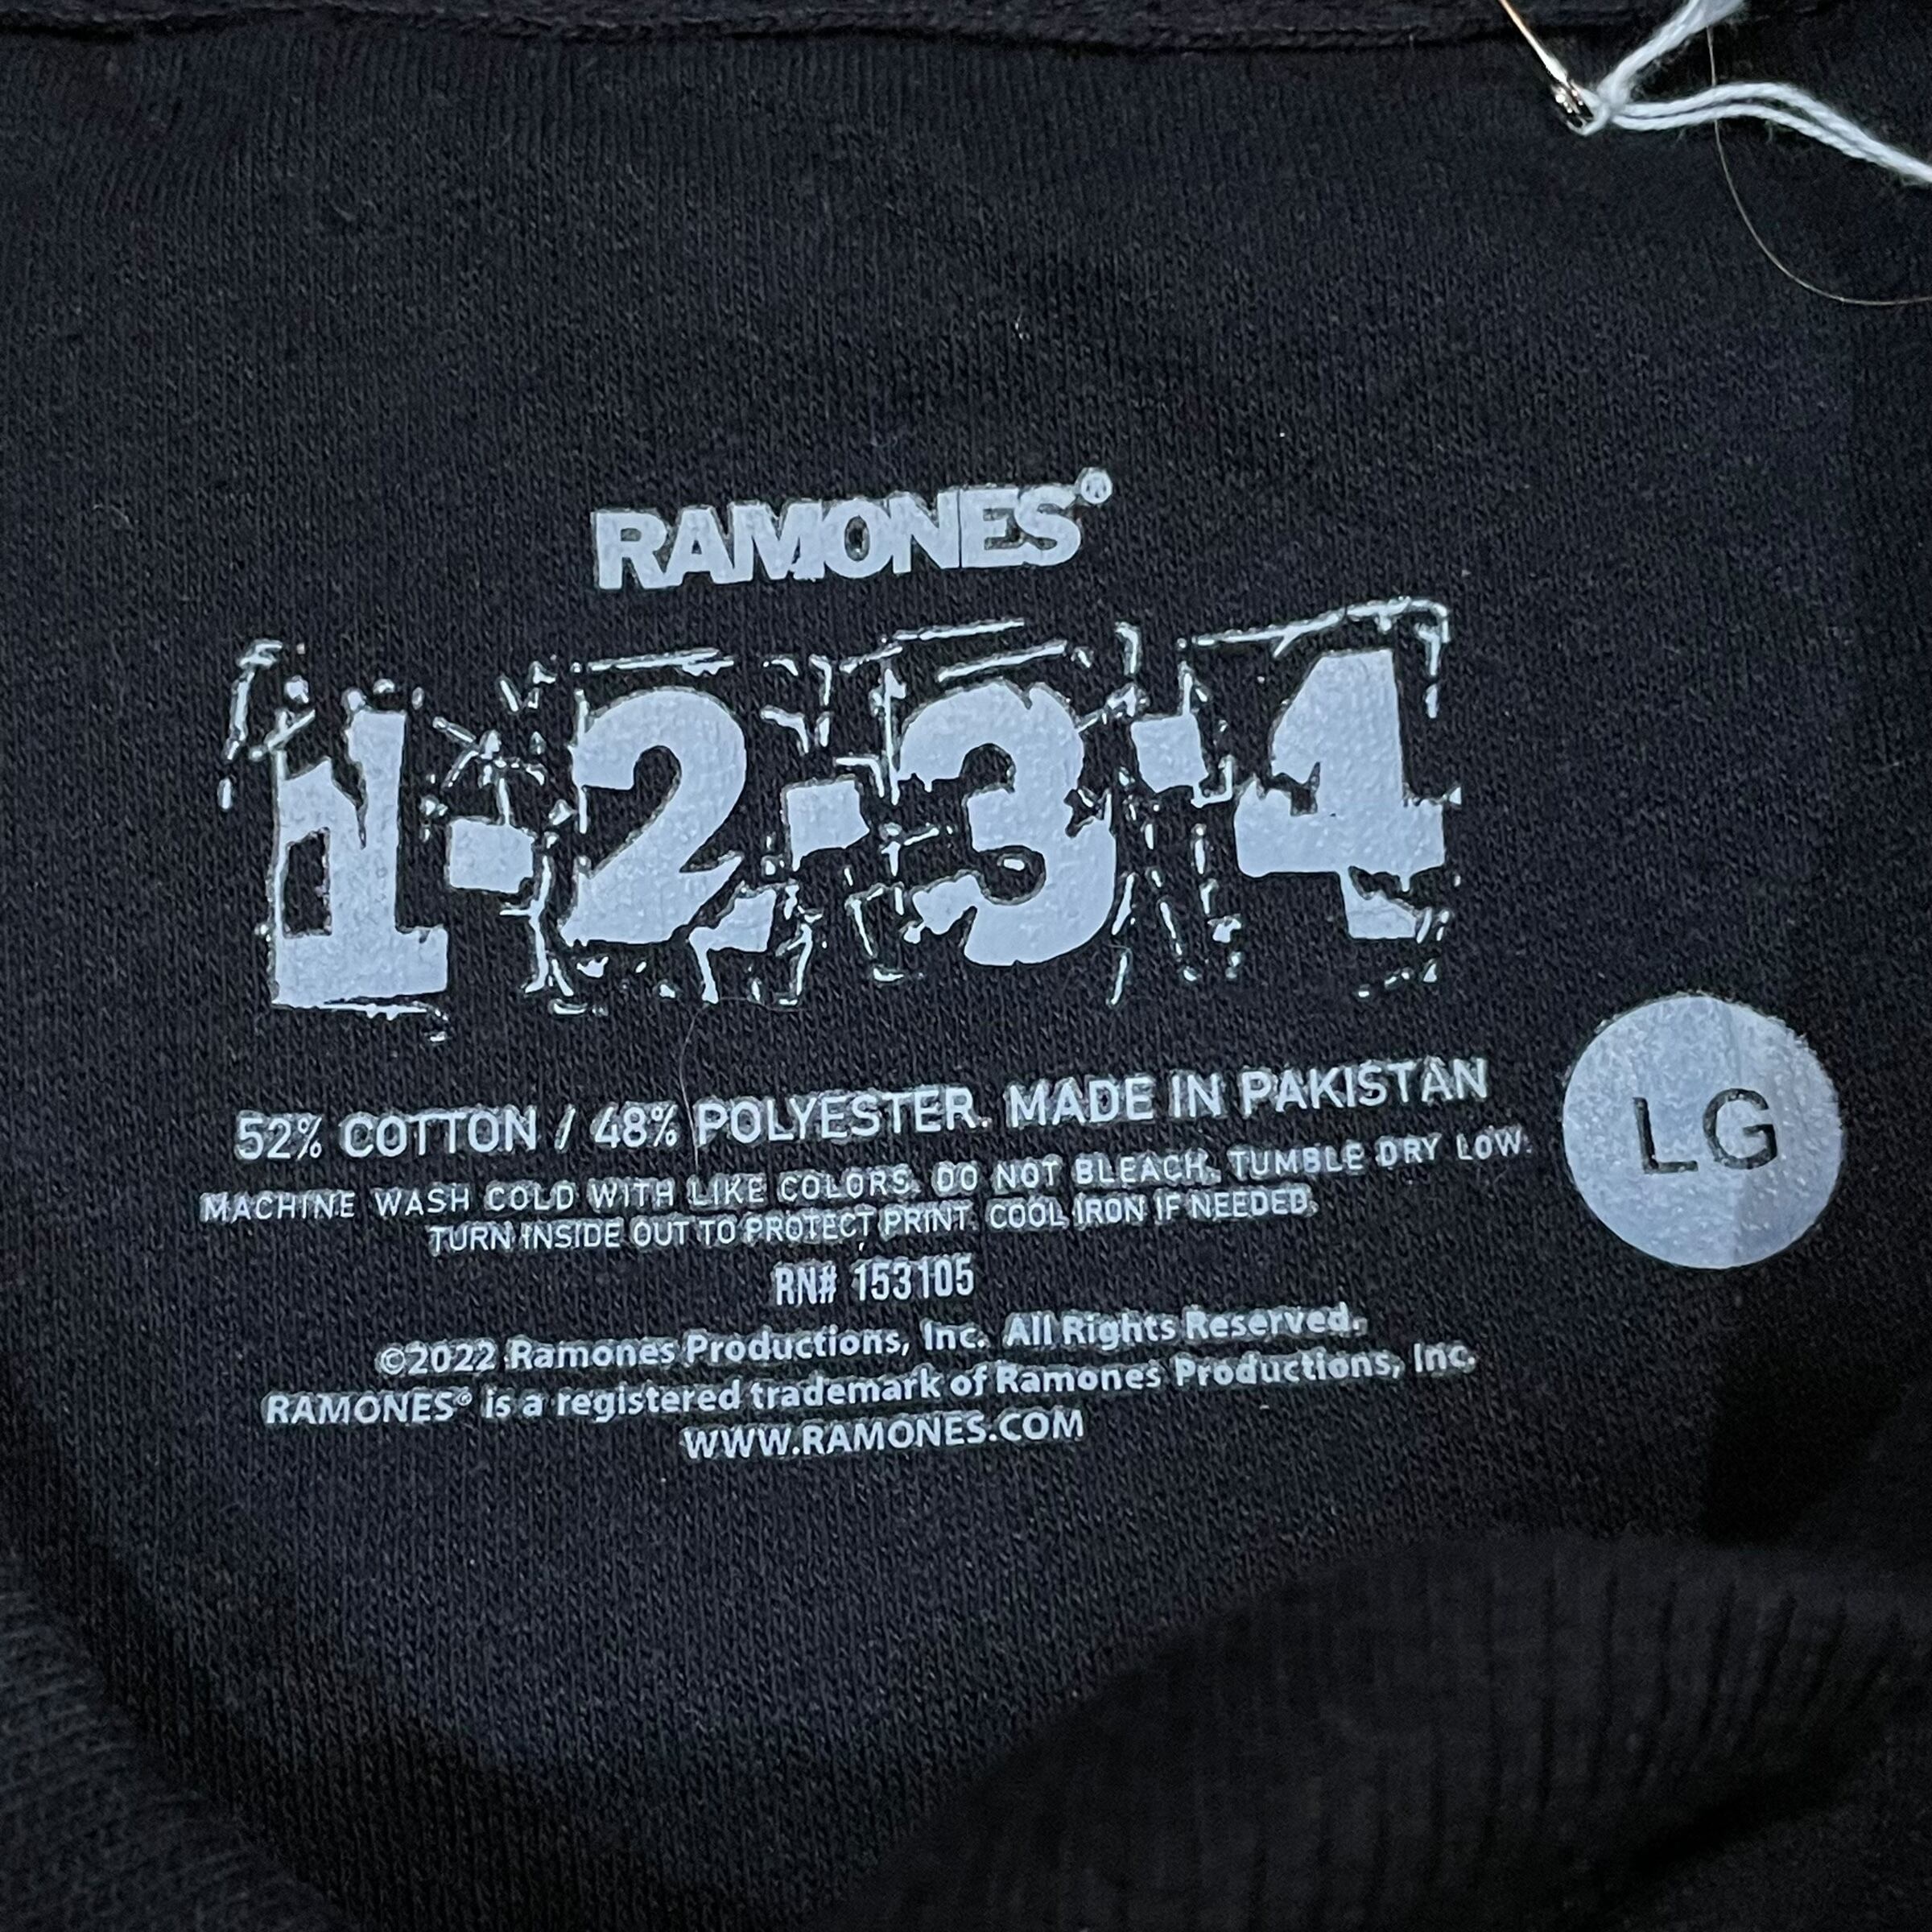 RAMONES®
1·2·3·4
52% COTTON / 48% POLYESTER. MADE IN PAKISTAN
MACHINE WASH COLD WITH LIKE COLORS. DO NOT BLEACH. TUMBLE DRY LOW.
TURN INSIDE OUT TO PROTECT PRINT. COOL IRON IF NEEDED.
LG
RN# 153105
©2022 Ramones Productions, Inc. All Rights Reserved.
RAMONES® is a registered trademark of Ramones Productions, Inc.
WWW.RAMONES.COM